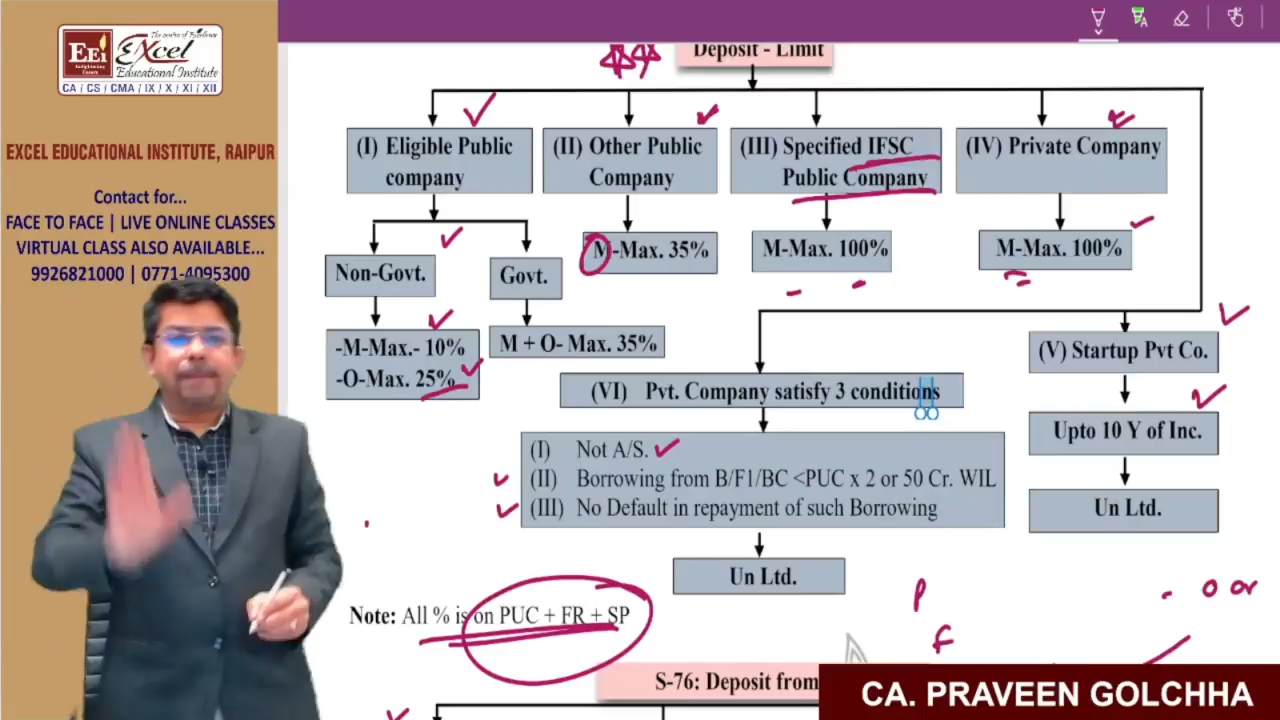 The centre of Excellence
EEi
Excel
Educational Institute
CA / CS / CMA / IX / X / XI / XII
EXCEL EDUCATIONAL INSTITUTE, RAIPUR
Contact for...
FACE TO FACE | LIVE ONLINE CLASSES
VIRTUAL CLASS ALSO AVAILABLE...
9926821000 | 0771-4095300
Deposit - Limit
(I) Eligible Public company
(II) Other Public Company
(III) Specified IFSC Public Company
(IV) Private Company
Non-Govt.
Govt.
M-Max. 35%
M-Max. 100%
M-Max. 100%
-M-Max.- 10%
-O-Max. 25%
M + O- Max. 35%
(V) Startup Pvt Co.
(VI) Pvt. Company satisfy 3 conditions
Upto 10 Y of Inc.
(I) Not A/S.
(II) Borrowing from B/F1/BC <PUC x 2 or 50 Cr. WIL
(III) No Default in repayment of such Borrowing
Un Ltd.
Un Ltd.
Note: All % is on PUC + FR + SP
P
F
O or
S-76: Deposit from
CA. PRAVEEN GOLCHHA